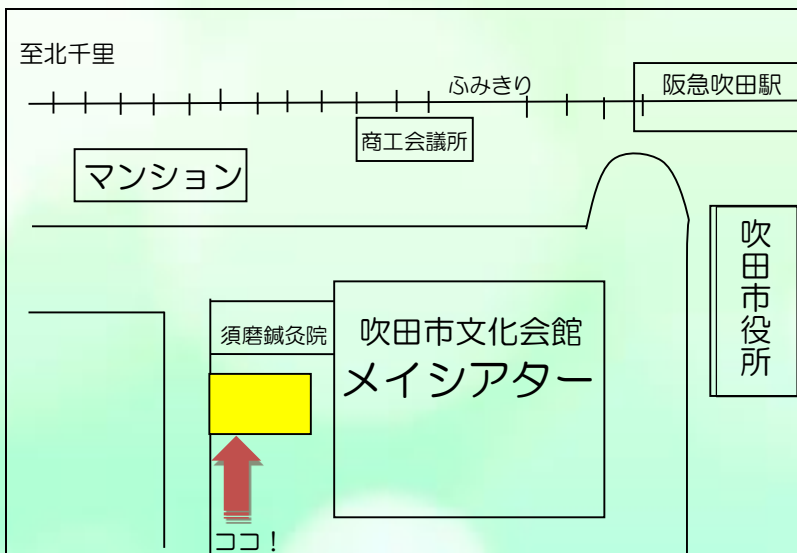 至北千里
ふみきり
阪急吹田駅
商工会議所
マンション
吹田市役所
須磨鍼灸院
吹田市文化会館
メイシアター
ココ！